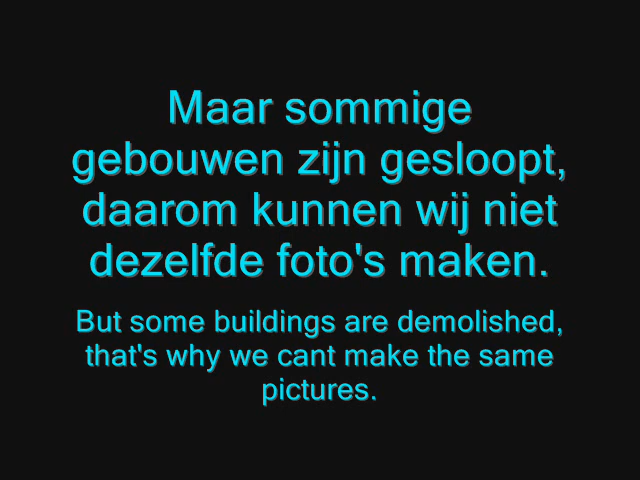 Maar sommige
gebouwen zijn gesloopt,
daarom kunnen wij niet
dezelfde foto's maken.
But some buildings are demolished,
that's why we cant make the same
pictures.